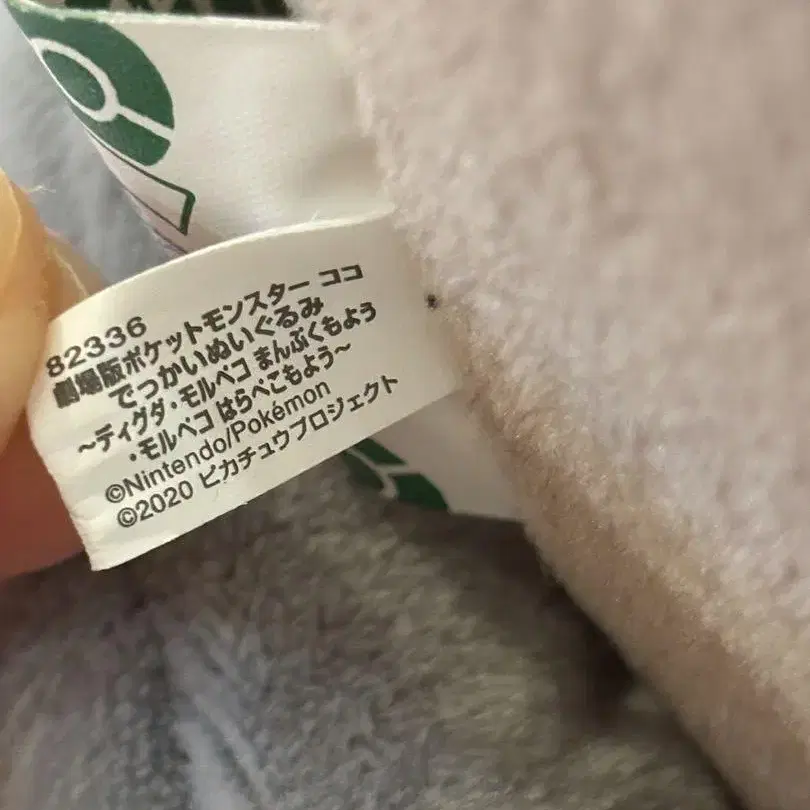 82336
劇場版ポケットモンスター ココ
でっかいぬいぐるみ
〜ディグダ・モルペコ まんぷくもよう
・モルペコ はらぺこもよう〜
©Nintendo/Pokémon
©2020 ピカチュウプロジェクト